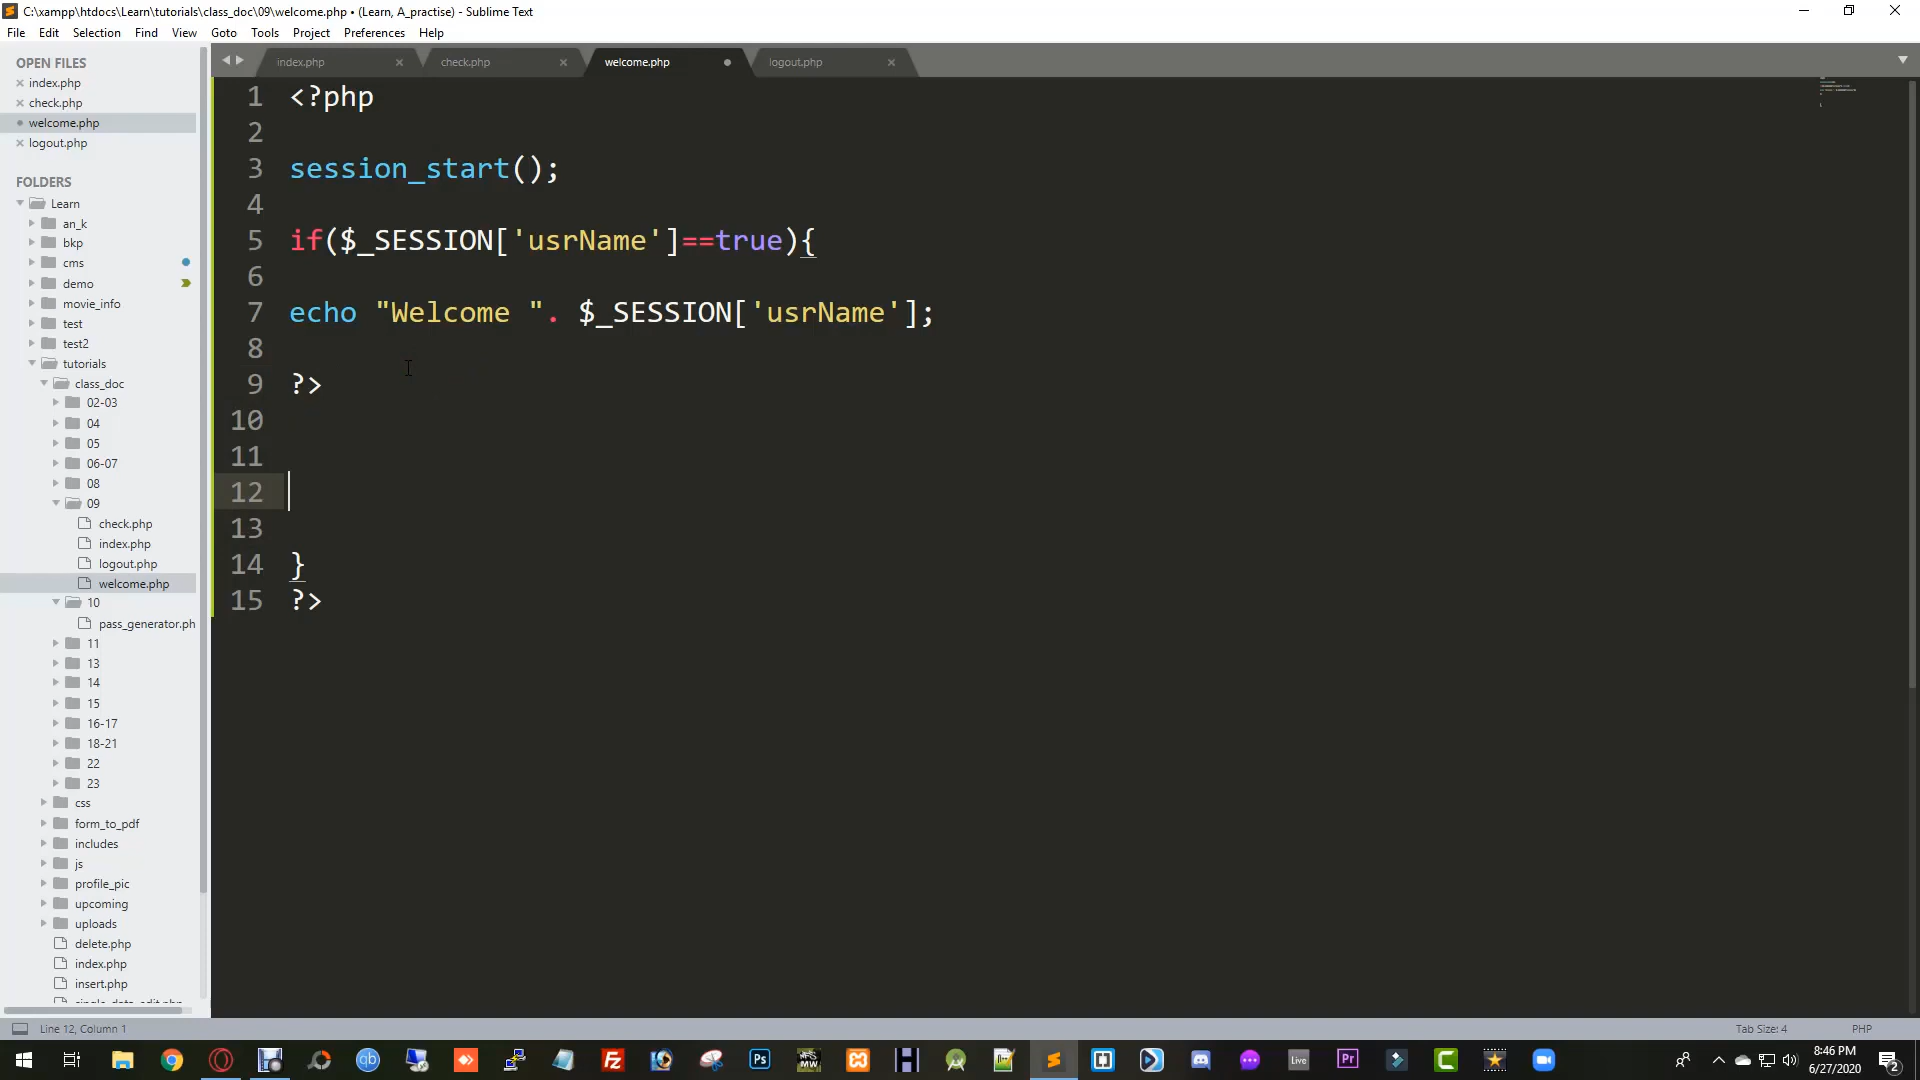 C:\xampp\htdocs\Learn\tutorials\class_doc\09\welcome.php • (Learn, A_practise) - Sublime Text
File Edit Selection Find View Goto Tools Project Preferences Help
OPEN FILES
index.php
check.php
welcome.php
logout.php
FOLDERS
Learn
an_k
bkp
cms
demo
movie_info
test
test2
tutorials
class_doc
02-03
04
05
06-07
08
09
check.php
index.php
logout.php
welcome.php
10
pass_generator.ph
11
13
14
15
16-17
18-21
22
23
css
form_to_pdf
includes
js
profile_pic
upcoming
uploads
delete.php
index.php
insert.php
index.php check.php welcome.php logout.php
1 <?php
2
3 session_start();
4
5 if($_SESSION['usrName']==true){
6
7 echo "Welcome ". $_SESSION['usrName'];
8
9 ?>
10
11
12
13
14 }
15 ?>
Line 12, Column 1 Tab Size: 4 PHP
qb Ps Live Pr
8:46 PM
6/27/2020
2